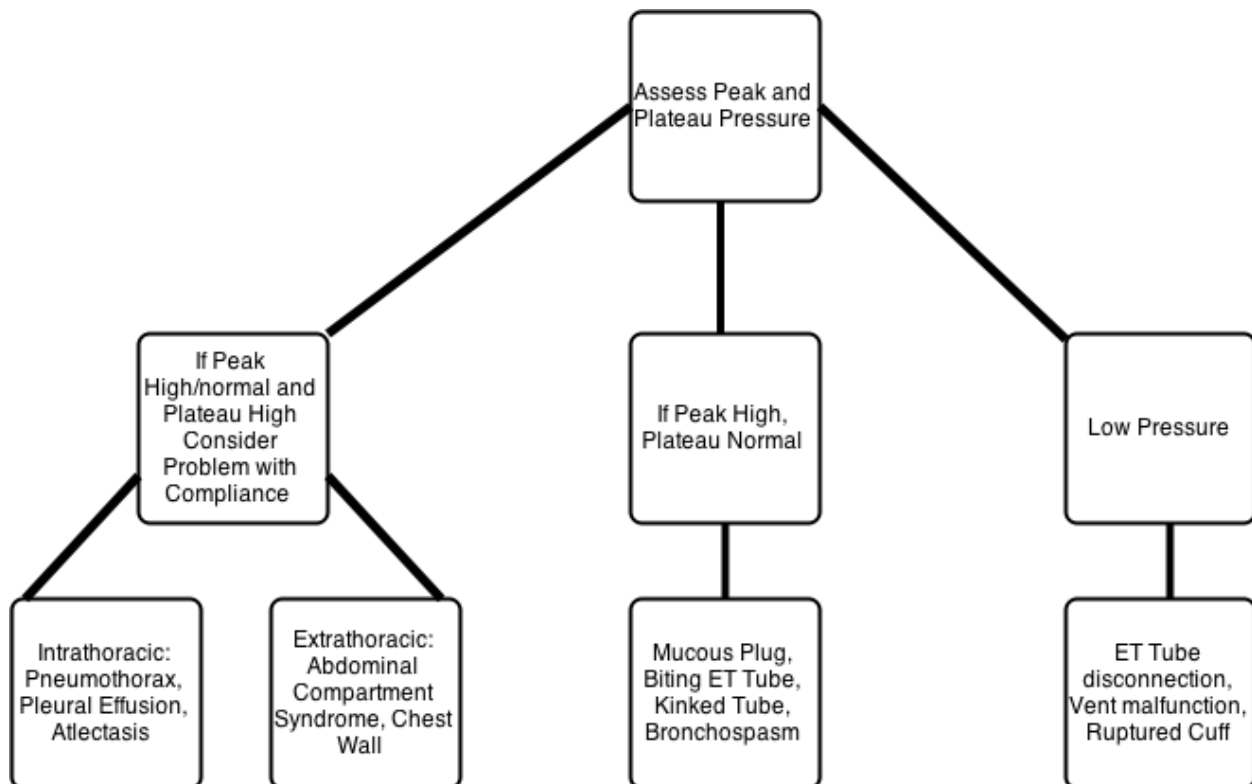 Assess Peak and
Plateau Pressure
If Peak
High/normal and
Plateau High
Consider
Problem with
Compliance
If Peak High,
Plateau Normal
Low Pressure
Intrathoracic:
Pneumothorax,
Pleural Effusion,
Atlectasis
Extrathoracic:
Abdominal
Compartment
Syndrome, Chest
Wall
Mucous Plug,
Biting ET Tube,
Kinked Tube,
Bronchospasm
ET Tube
disconnection,
Vent malfunction,
Ruptured Cuff